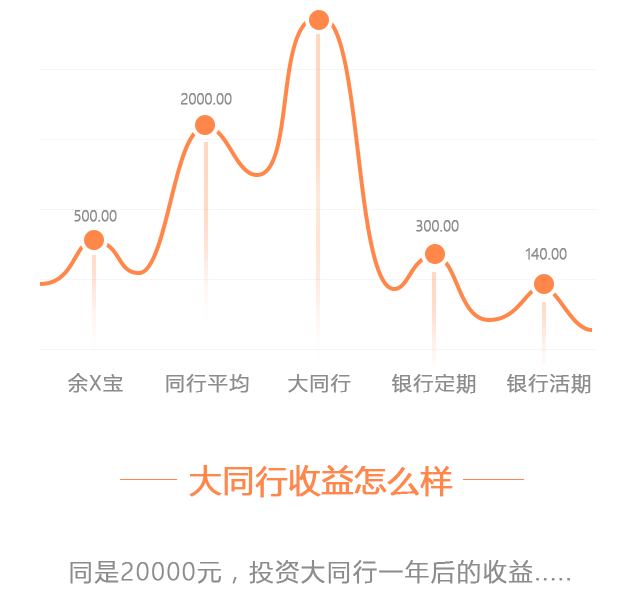 2000.00
500.00
300.00
140.00
余X宝 同行平均 大同行 银行定期 银行活期
大同行收益怎么样
同是20000元，投资大同行一年后的收益.....